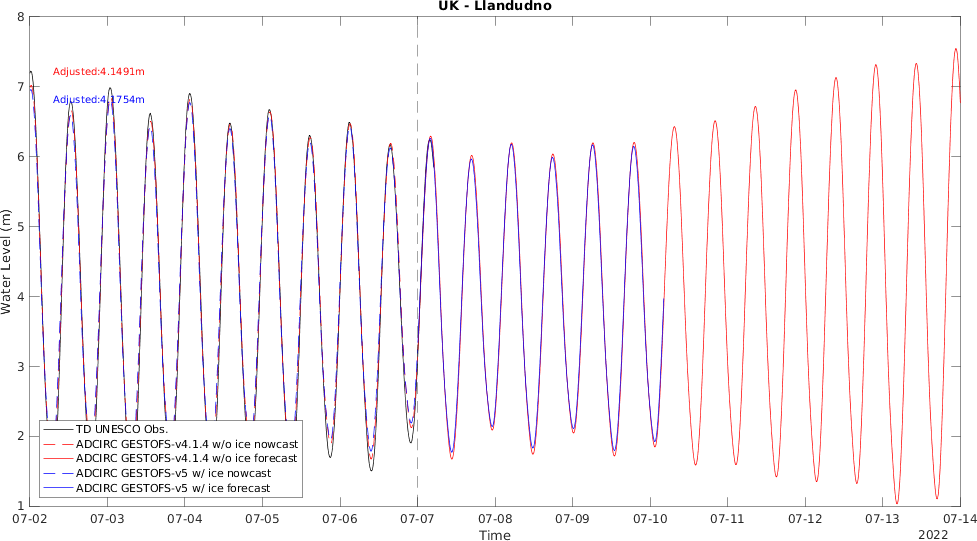 UK - Llandudno
8
7
6
5
4
3
2
1
Water Level (m)
Adjusted:4.1491m
Adjusted:4.1754m
TD UNESCO Obs.
ADCIRC GESTOFS-v4.1.4 w/o ice nowcast
ADCIRC GESTOFS-v4.1.4 w/o ice forecast
ADCIRC GESTOFS-v5 w/ ice nowcast
ADCIRC GESTOFS-v5 w/ ice forecast
07-02 07-03 07-04 07-05 07-06 07-07 07-08 07-09 07-10 07-11 07-12 07-13 07-14
Time
2022